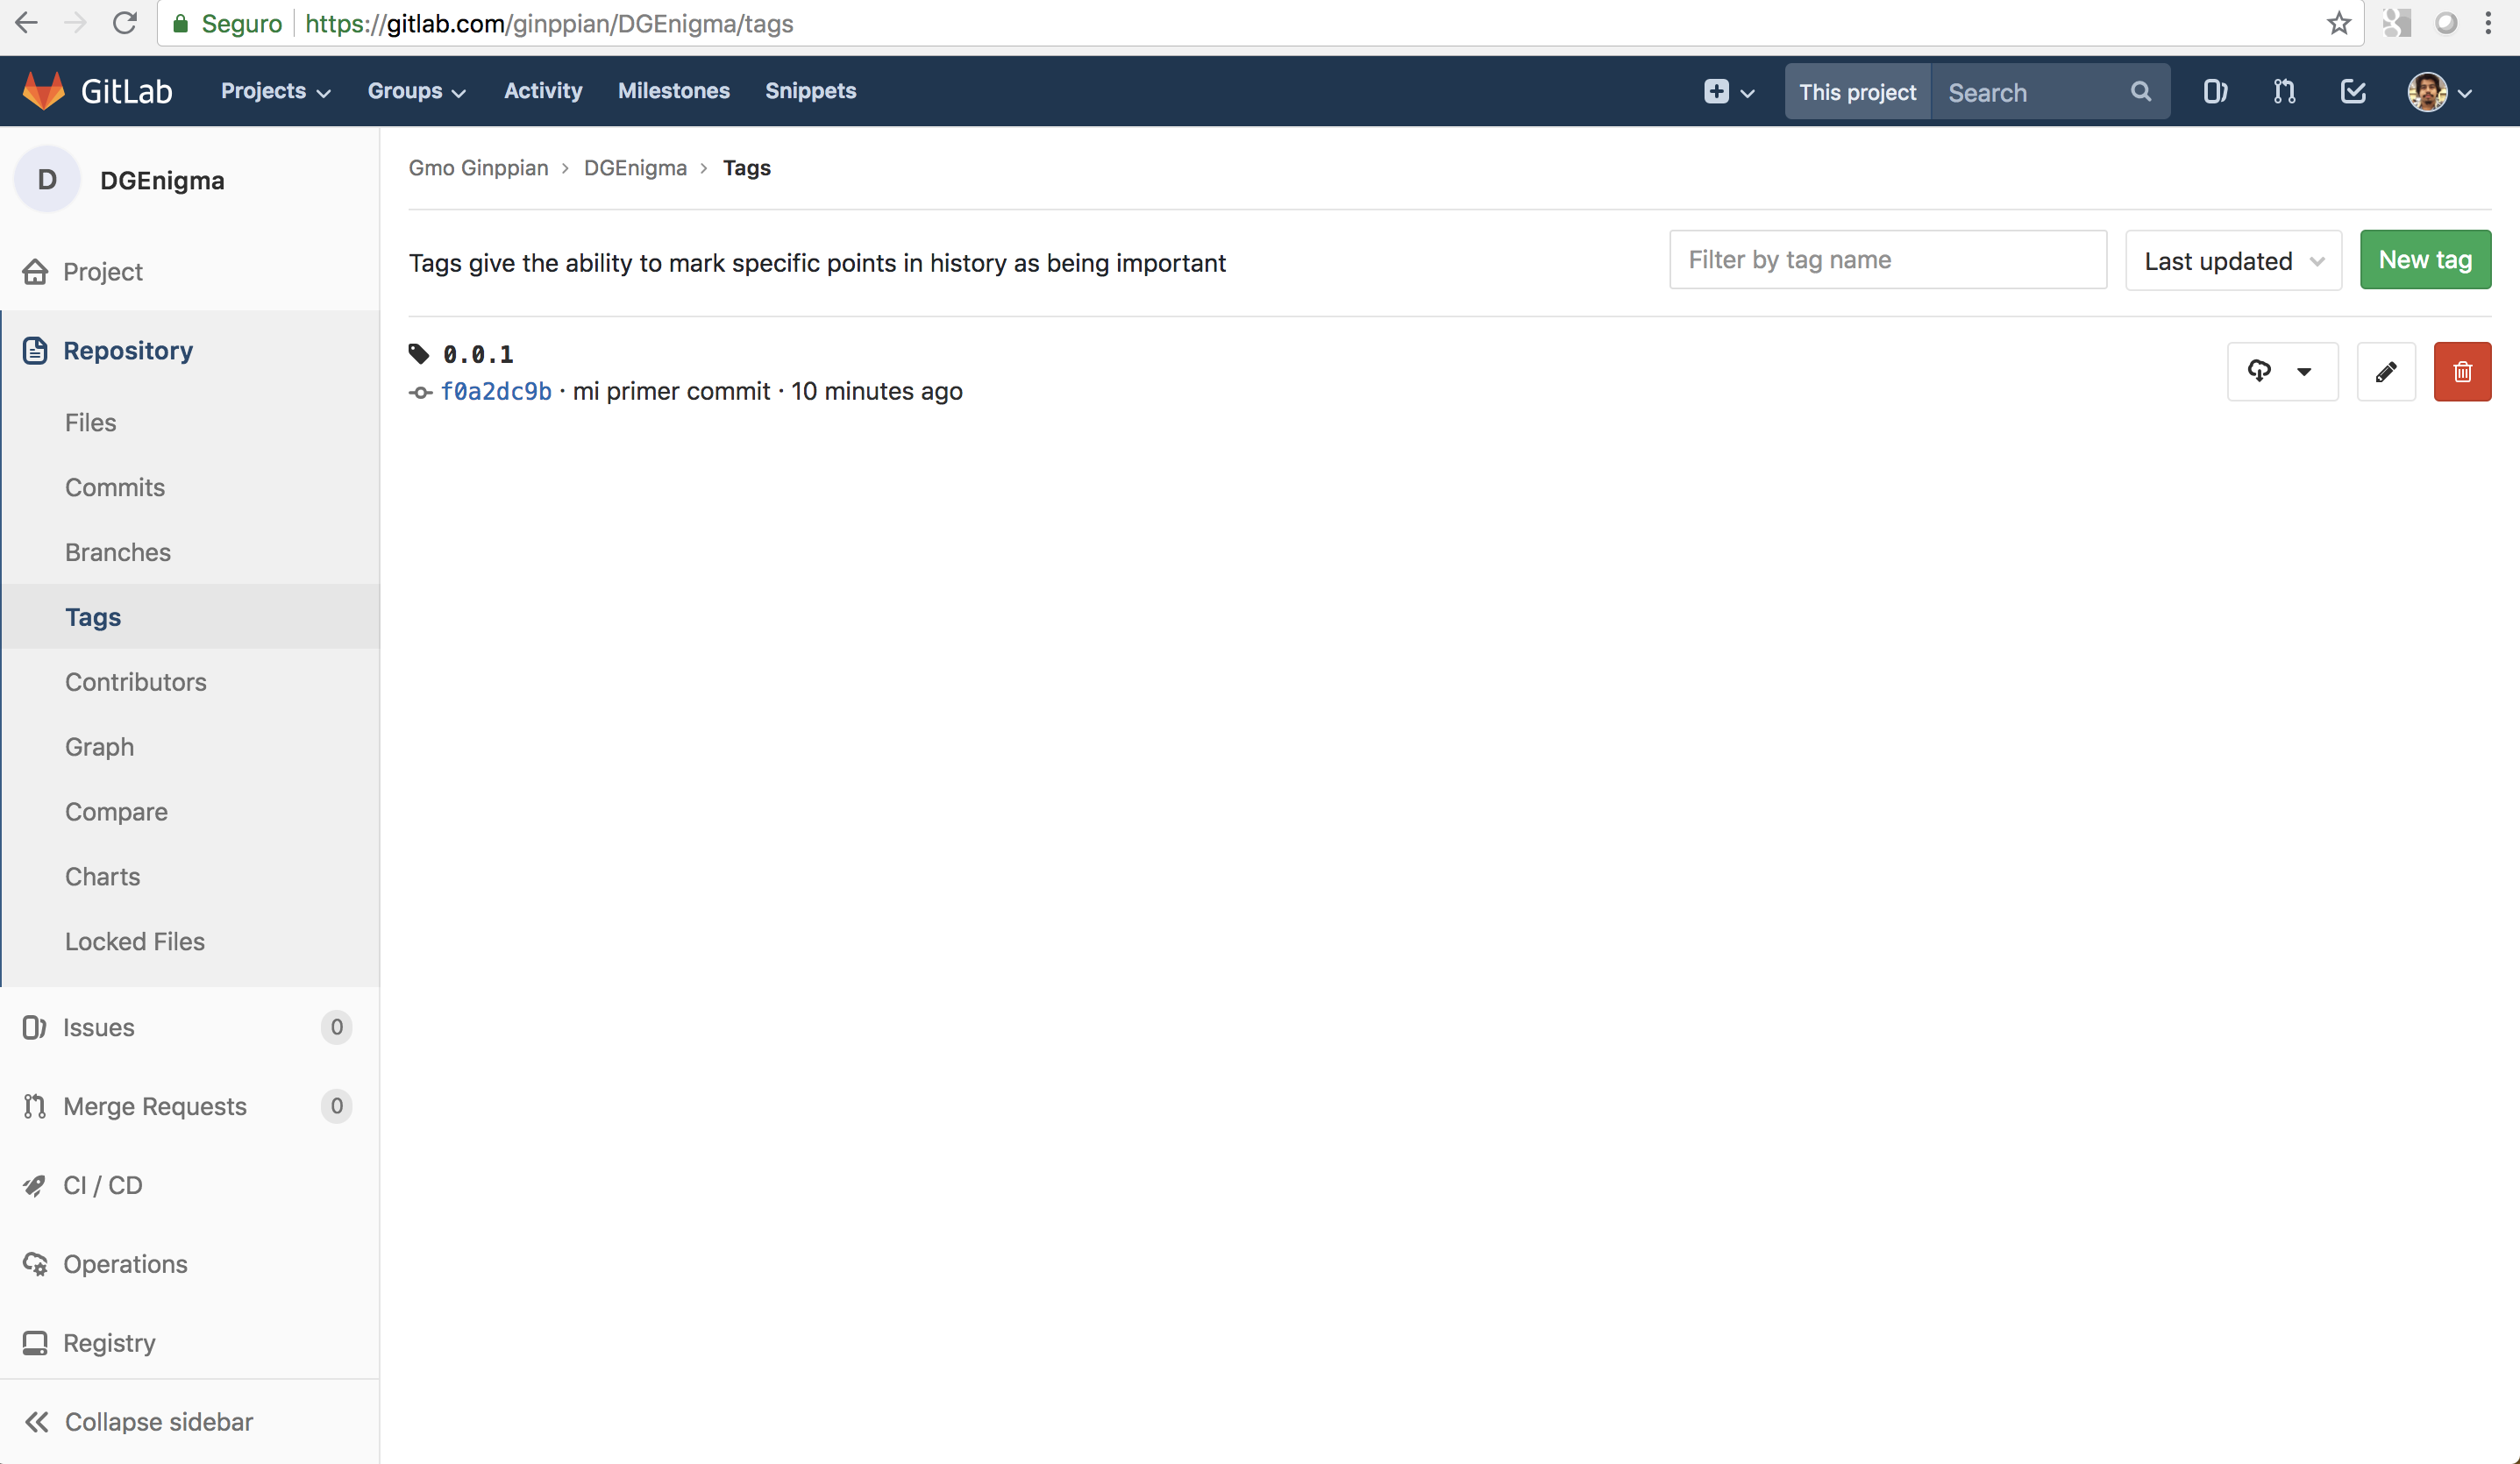 Seguro https://gitlab.com/ginppian/DGEnigma/tags
GitLab Projects Groups Activity Milestones Snippets This project Search
D DGEnigma
Project
Repository
Files
Commits
Branches
Tags
Contributors
Graph
Compare
Charts
Locked Files
Issues 0
Merge Requests 0
CI / CD
Operations
Registry
Collapse sidebar
Gmo Ginppian › DGEnigma › Tags
Tags give the ability to mark specific points in history as being important Filter by tag name Last updated New tag
0.0.1
f0a2dc9b · mi primer commit · 10 minutes ago